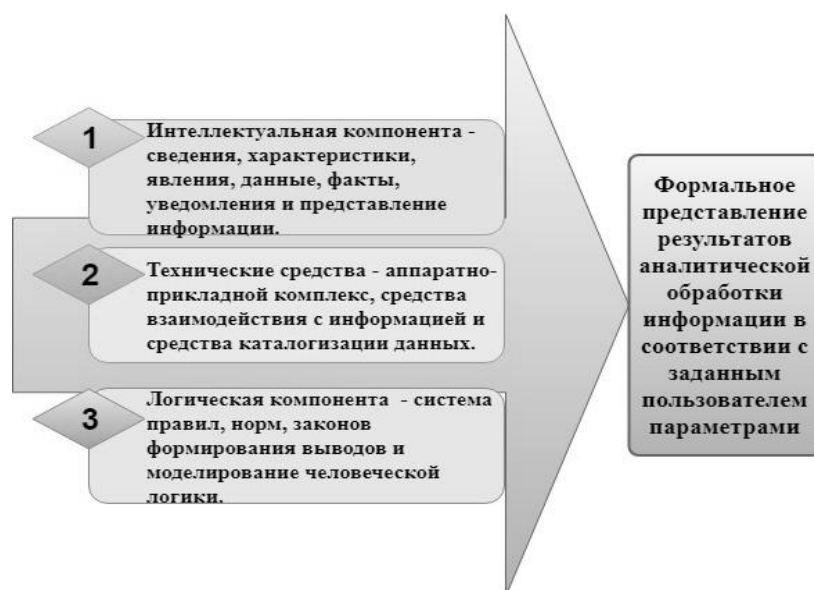 1
Интеллектуальная компонента -
сведения, характеристики,
явления, данные, факты,
уведомления и представление
информации.
2
Технические средства - аппаратно-
прикладной комплекс, средства
взаимодействия с информацией и
средства каталогизации данных.
3
Логическая компонента - система
правил, норм, законов
формирования выводов и
моделирование человеческой
логики.
Формальное
представление
результатов
аналитической
обработки
информации в
соответствии с
заданным
пользователем
параметрами